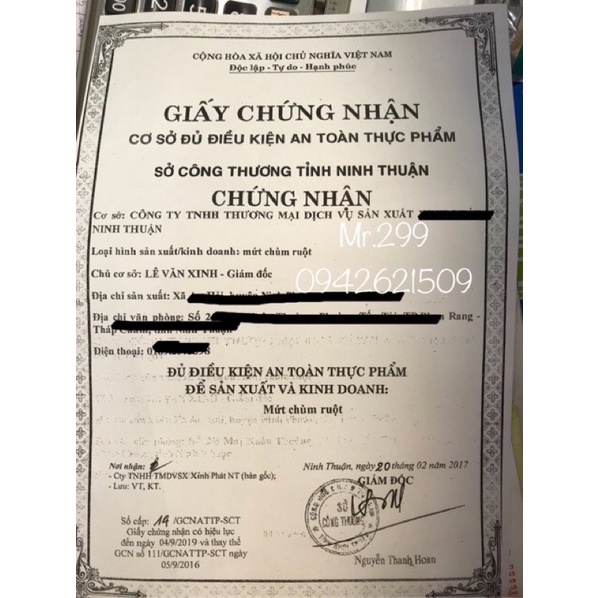 CỘNG HÒA XÃ HỘI CHỦ NGHĨA VIỆT NAM
Độc lập - Tự do - Hạnh phúc
GIẤY CHỨNG NHẬN
CƠ SỞ ĐỦ ĐIỀU KIỆN AN TOÀN THỰC PHẨM
SỞ CÔNG THƯƠNG TỈNH NINH THUẬN
CHỨNG NHẬN
Cơ sở: CÔNG TY TNHH THƯƠNG MẠI DỊCH VỤ SẢN XUẤT
NINH THUẬN
Mr.299
Loại hình sản xuất/kinh doanh: mứt chùm ruột
Chủ cơ sở: LÊ VĂN XINH - Giám đốc
0942621509
Địa chỉ sản xuất: Xã
Địa chỉ văn phòng: Số 2 Rang -
Điện thoại:
ĐỦ ĐIỀU KIỆN AN TOÀN THỰC PHẨM
ĐỂ SẢN XUẤT VÀ KINH DOANH:
Mứt chùm ruột
Nơi nhận:
- Cty TNHH TMDVSX Xinh Phát NT (bản gốc);
- Lưu: VT, KT.
Ninh Thuận, ngày 20 tháng 02 năm 2017
GIÁM ĐỐC
SỞ
CÔNG THƯƠNG
Nguyễn Thanh Hoan
Số cấp: 14 /GCNATTP-SCT
Giấy chứng nhận có hiệu lực
đến ngày 04/9/2019 và thay thế
GCN số 111/GCNATTP-SCT ngày
05/9/2016